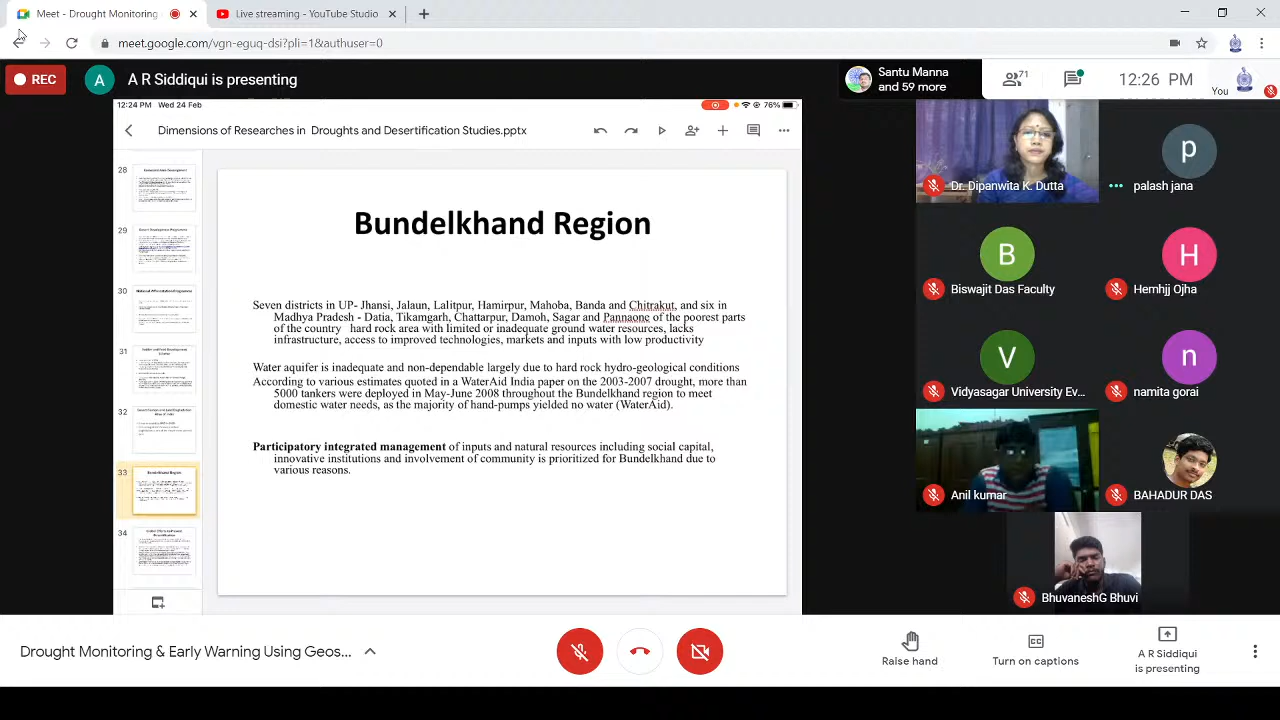 Meet - Drought Monitoring
Live streaming - YouTube Studio
meet.google.com/vgn-eguq-dsi?pli=1&authuser=0
REC
A
A R Siddiqui is presenting
Santu Manna
and 59 more
71
12:26 PM
You
12:24 PM Wed 24 Feb
76%
Dimensions of Researches in Droughts and Desertification Studies.pptx
28
29
30
31
32
33
Bundelkhand Region
34
Bundelkhand Region
Seven districts in UP- Jhansi, Jalaun, Lalitpur, Hamirpur, Mahoba, Banda and Chitrakut, and six in
Madhya Pradesh - Datia, Tikamgarh, Chattarpur, Damoh, Sagar and Pannaone of the poorest parts
of the country- hard rock area with limited or inadequate ground water resources, lacks
infrastructure, access to improved technologies, markets and inputs with low productivity
Water aquifers inadequate and non-dependable largely due to hard rock hydro-geological conditions
According to various estimates quoted in a WaterAid India paper on the 2003-2007 drought, more than
5000 tankers were deployed in May-June 2008 throughout the Bundelkhand region to meet
domestic water needs, as the majority of hand-pumps yielded no water (WaterAid).
Participatory integrated management of inputs and natural resources including social capital,
innovative institutions and involvement of community is prioritized for Bundelkhand due to
various reasons.
Dr. Dipanwita Dutta
p
palash jana
B
Biswajit Das Faculty
H
Hemhjj Ojha
V
Vidyasagar University Ev...
n
namita gorai
Anil kumar
BAHADUR DAS
BhuvaneshG Bhuvi
Drought Monitoring & Early Warning Using Geos...
Raise hand
Turn on captions
A R Siddiqui
is presenting